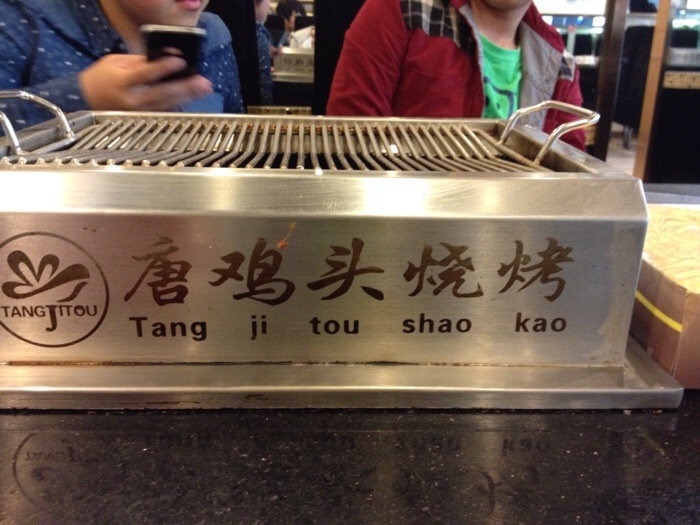 TANGJITOU
唐鸡头烧烤
Tang ji tou shao kao